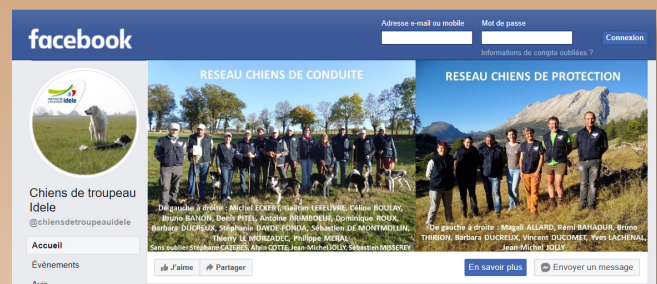 Adresse e-mail ou mobile
Mot de passe
facebook
Connexion
Informations de compte oubliées ?
idele
RESEAU CHIENS DE CONDUITE
De gauche à droite : Michel ECKERT, Gaëtan LEFEUVRE, Céline BOULAY,
Bruno BANON, Denis PITEL, Antoine BRIMBOEUF, Dominique ROUX,
Barbara DUCREUX, Stéphanie DAYDE-FONDA, Sébastien DE MONTMOLLIN,
Thierry LE MORZADEC, Philippe MERAL
Sans oublier Stéphane CAZERES, Alain COTTE, Jean-Michel JOLLY, Sébastien MISSEREY
RESEAU CHIENS DE PROTECTION
De gauche à droite : Magali ALLARD, Rémi BAHADUR, Bruno
THIRION, Barbara DUCREUX, Vincent DUCOMET, Yves LACHENAL,
Jean-Michel JOLLY
Chiens de troupeau
Idele
@chiensdetroupeauidele
Accueil
Évènements
Avis
J'aime
Partager
En savoir plus
Envoyer un message